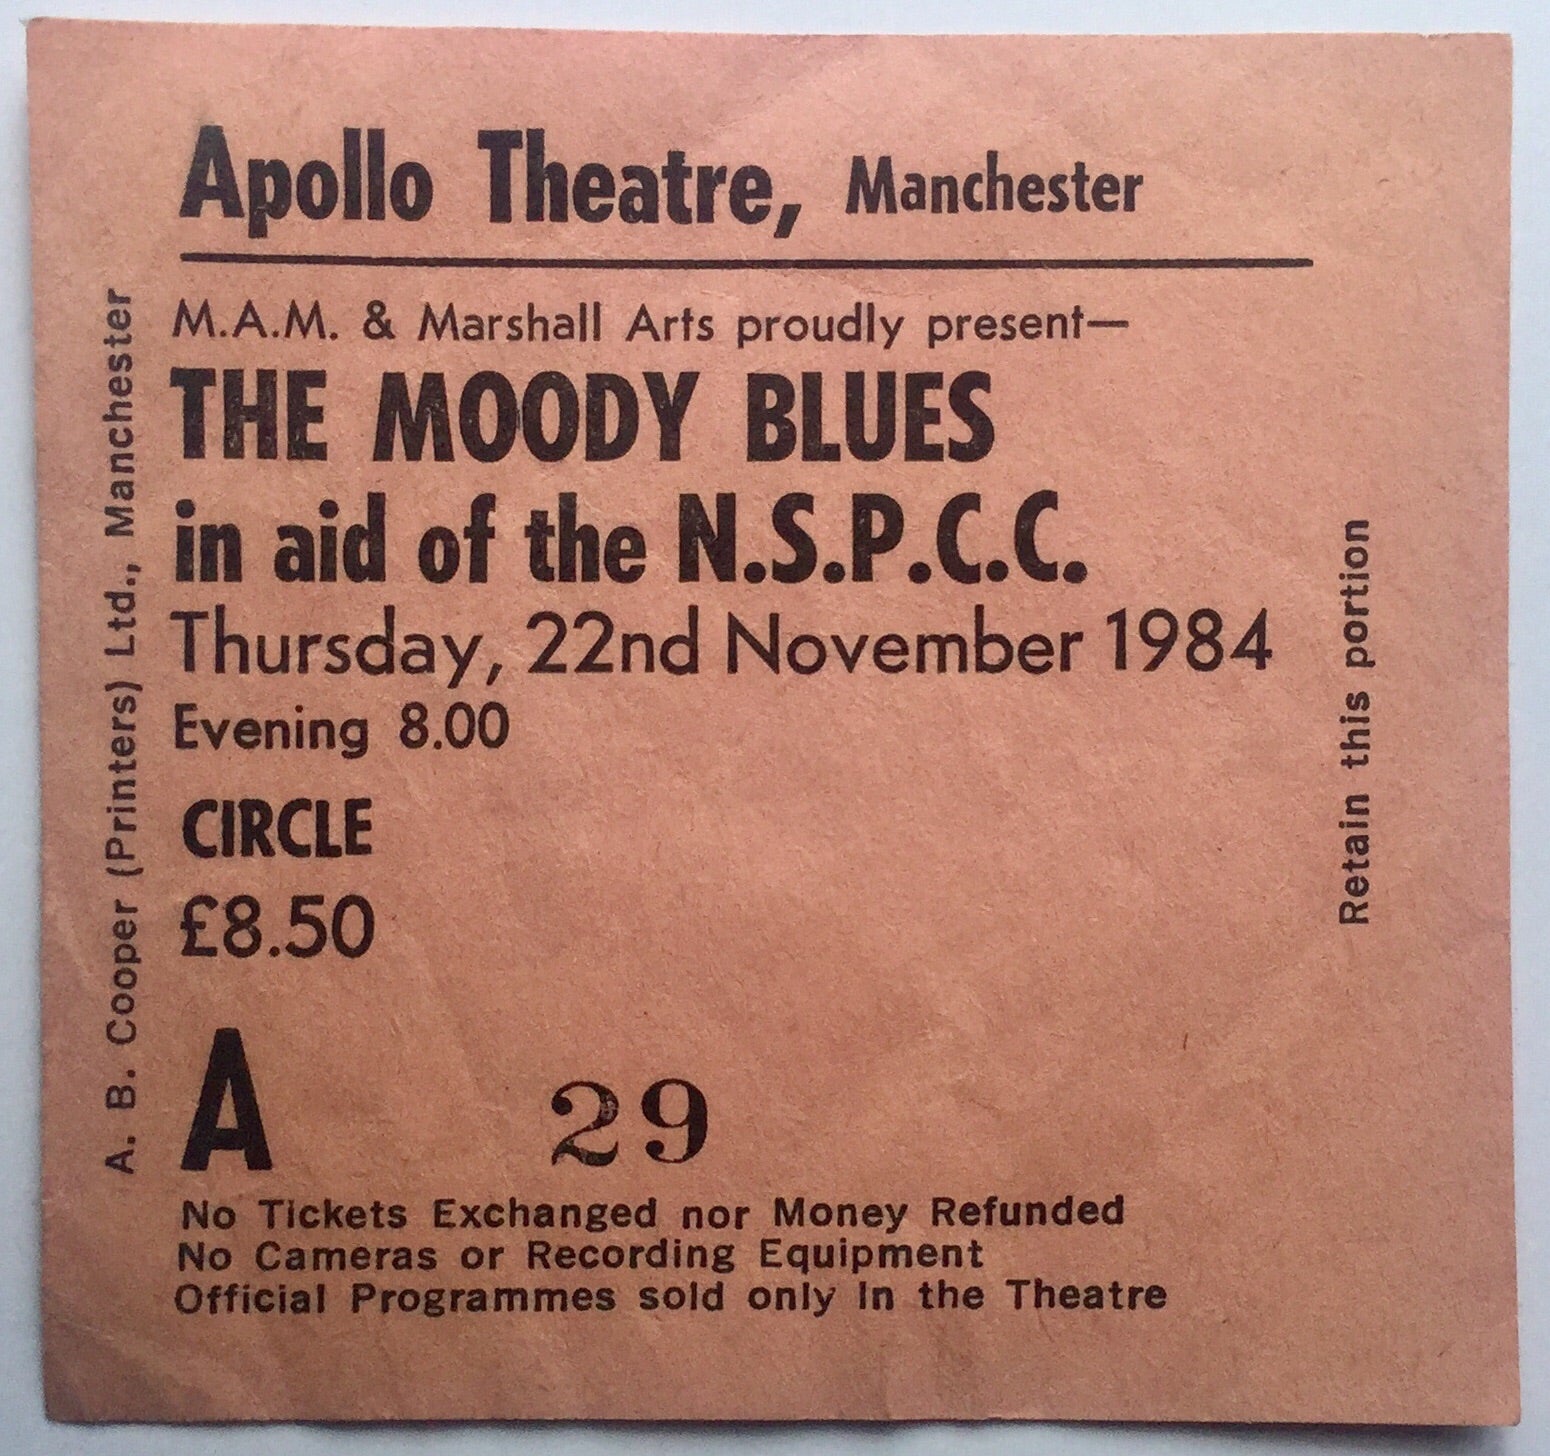 Apollo Theatre, Manchester
M.A.M. & Marshall Arts proudly present—
THE MOODY BLUES
in aid of the N.S.P.C.C.
Thursday, 22nd November 1984
Evening 8.00
CIRCLE
£8.50
A 29
No Tickets Exchanged nor Money Refunded
No Cameras or Recording Equipment
Official Programmes sold only in the Theatre
A. B. Cooper (Printers) Ltd., Manchester
Retain this portion